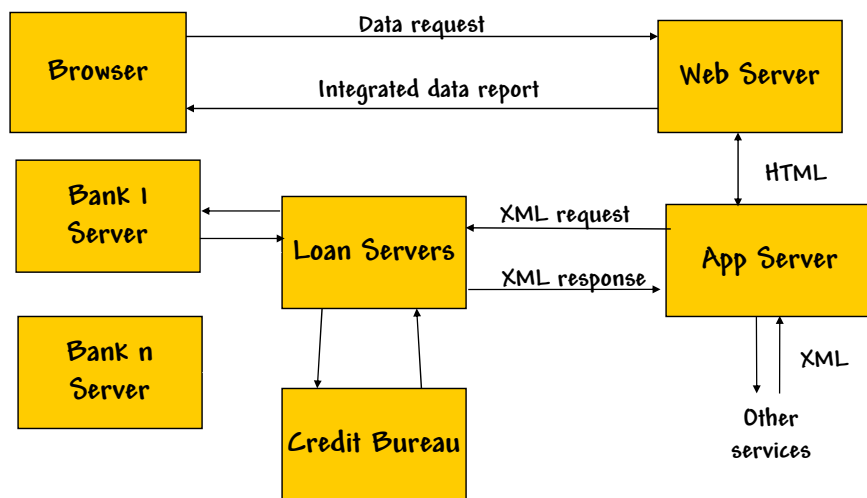 Data request
Browser
Web Server
Integrated data report
HTML
Bank 1
Server
XML request
Loan Servers
App Server
XML response
Bank n
Server
XML
Credit Bureau
Other
services